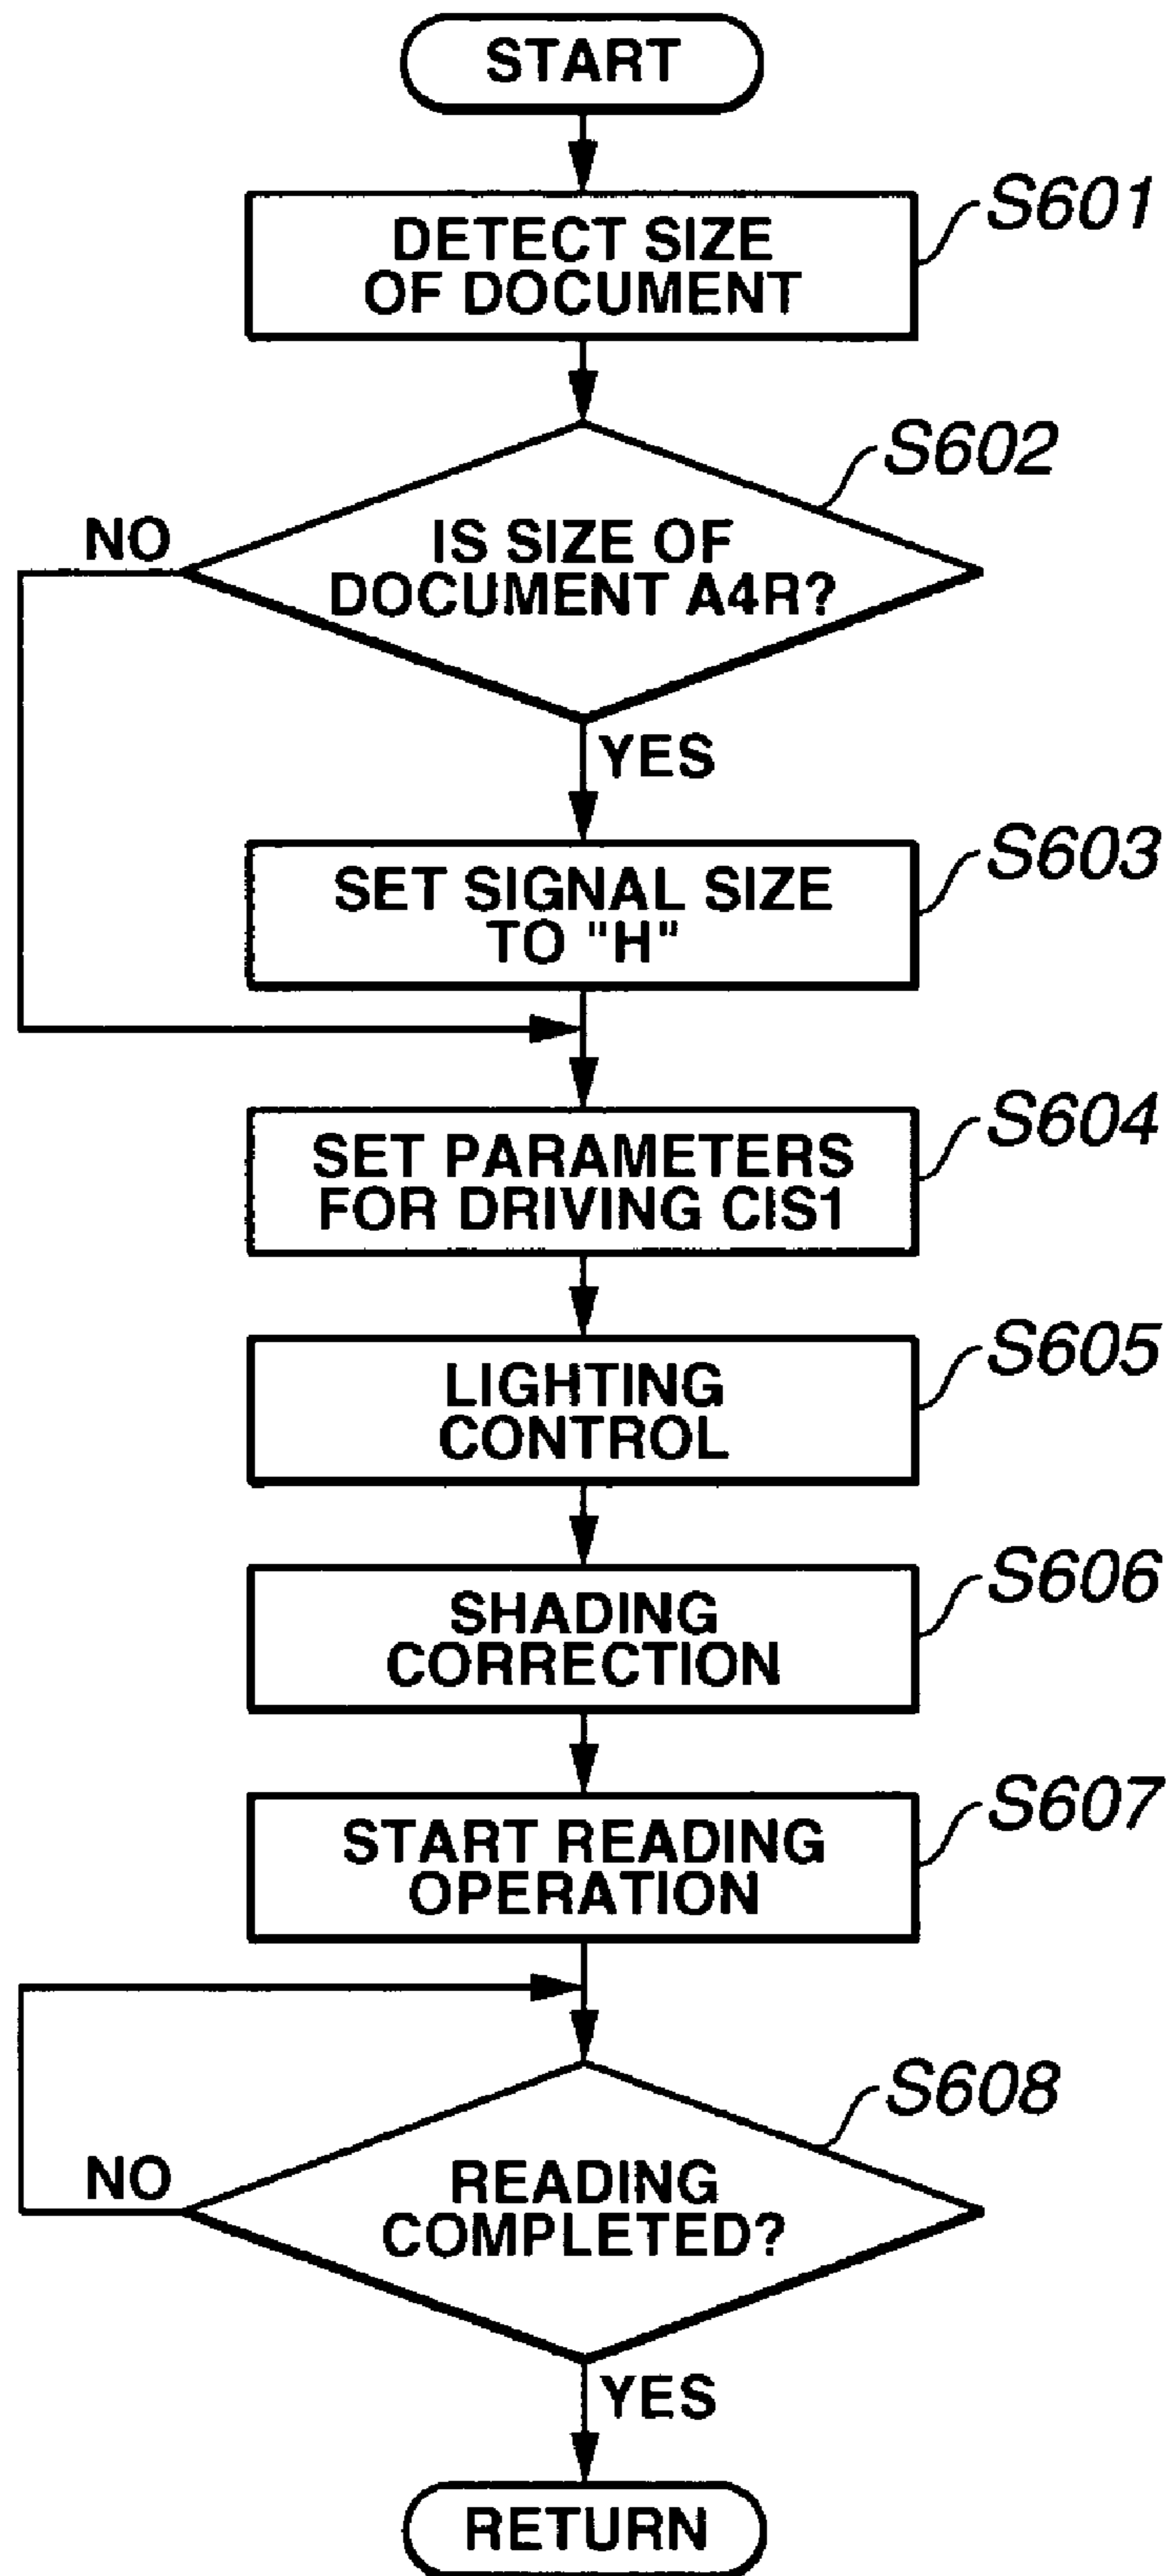 START
DETECT SIZE
OF DOCUMENT
S601
S602
NO
IS SIZE OF
DOCUMENT A4R?
YES
S603
SET SIGNAL SIZE
TO "H"
S604
SET PARAMETERS
FOR DRIVING CIS1
S605
LIGHTING
CONTROL
S606
SHADING
CORRECTION
S607
START READING
OPERATION
S608
NO
READING
COMPLETED?
YES
RETURN